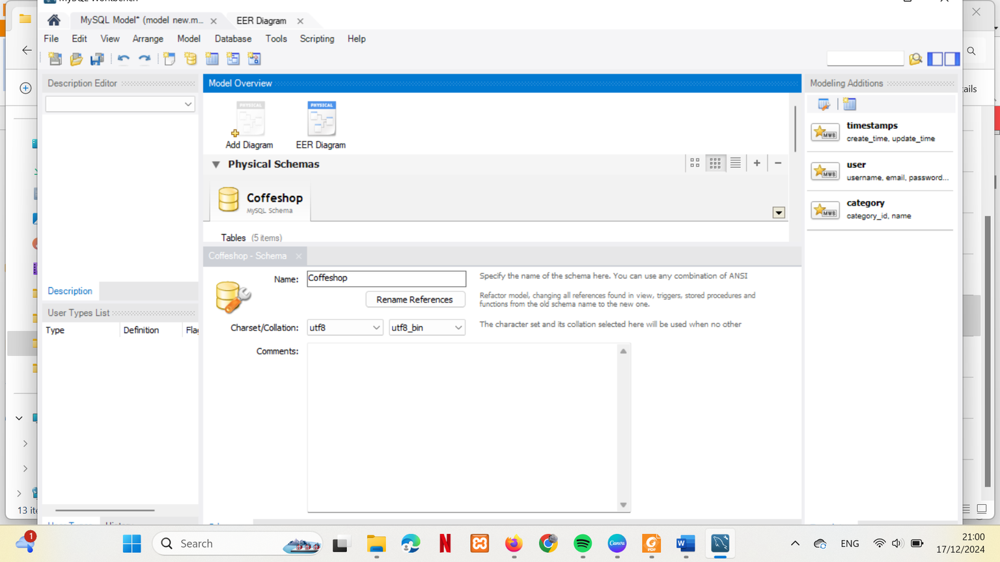 MySQL Workbench
MySQL Model* (model new.m...
EER Diagram
File Edit View Arrange Model Database Tools Scripting Help
Description Editor
Model Overview
Modeling Additions
PHYSICAL
PHYSICAL
Add Diagram
EER Diagram
timestamps
create_time, update_time
Physical Schemas
user
username, email, password...
Coffeshop
MySQL Schema
category
category_id, name
Tables (5 items)
Coffeshop - Schema
Name:
Coffeshop
Specify the name of the schema here. You can use any combination of ANSI
Rename References
Refactor model, changing all references found in view, triggers, stored procedures and
functions from the old schema name to the new one.
Charset/Collation:
utf8
utf8_bin
The character set and its collation selected here will be used when no other
Comments:
Description
User Types List
Type Definition Flag
MWB
MWB
MWB
tails
13 ite
1
Search
Canva
PDF
W
N
ENG
21:00
17/12/2024